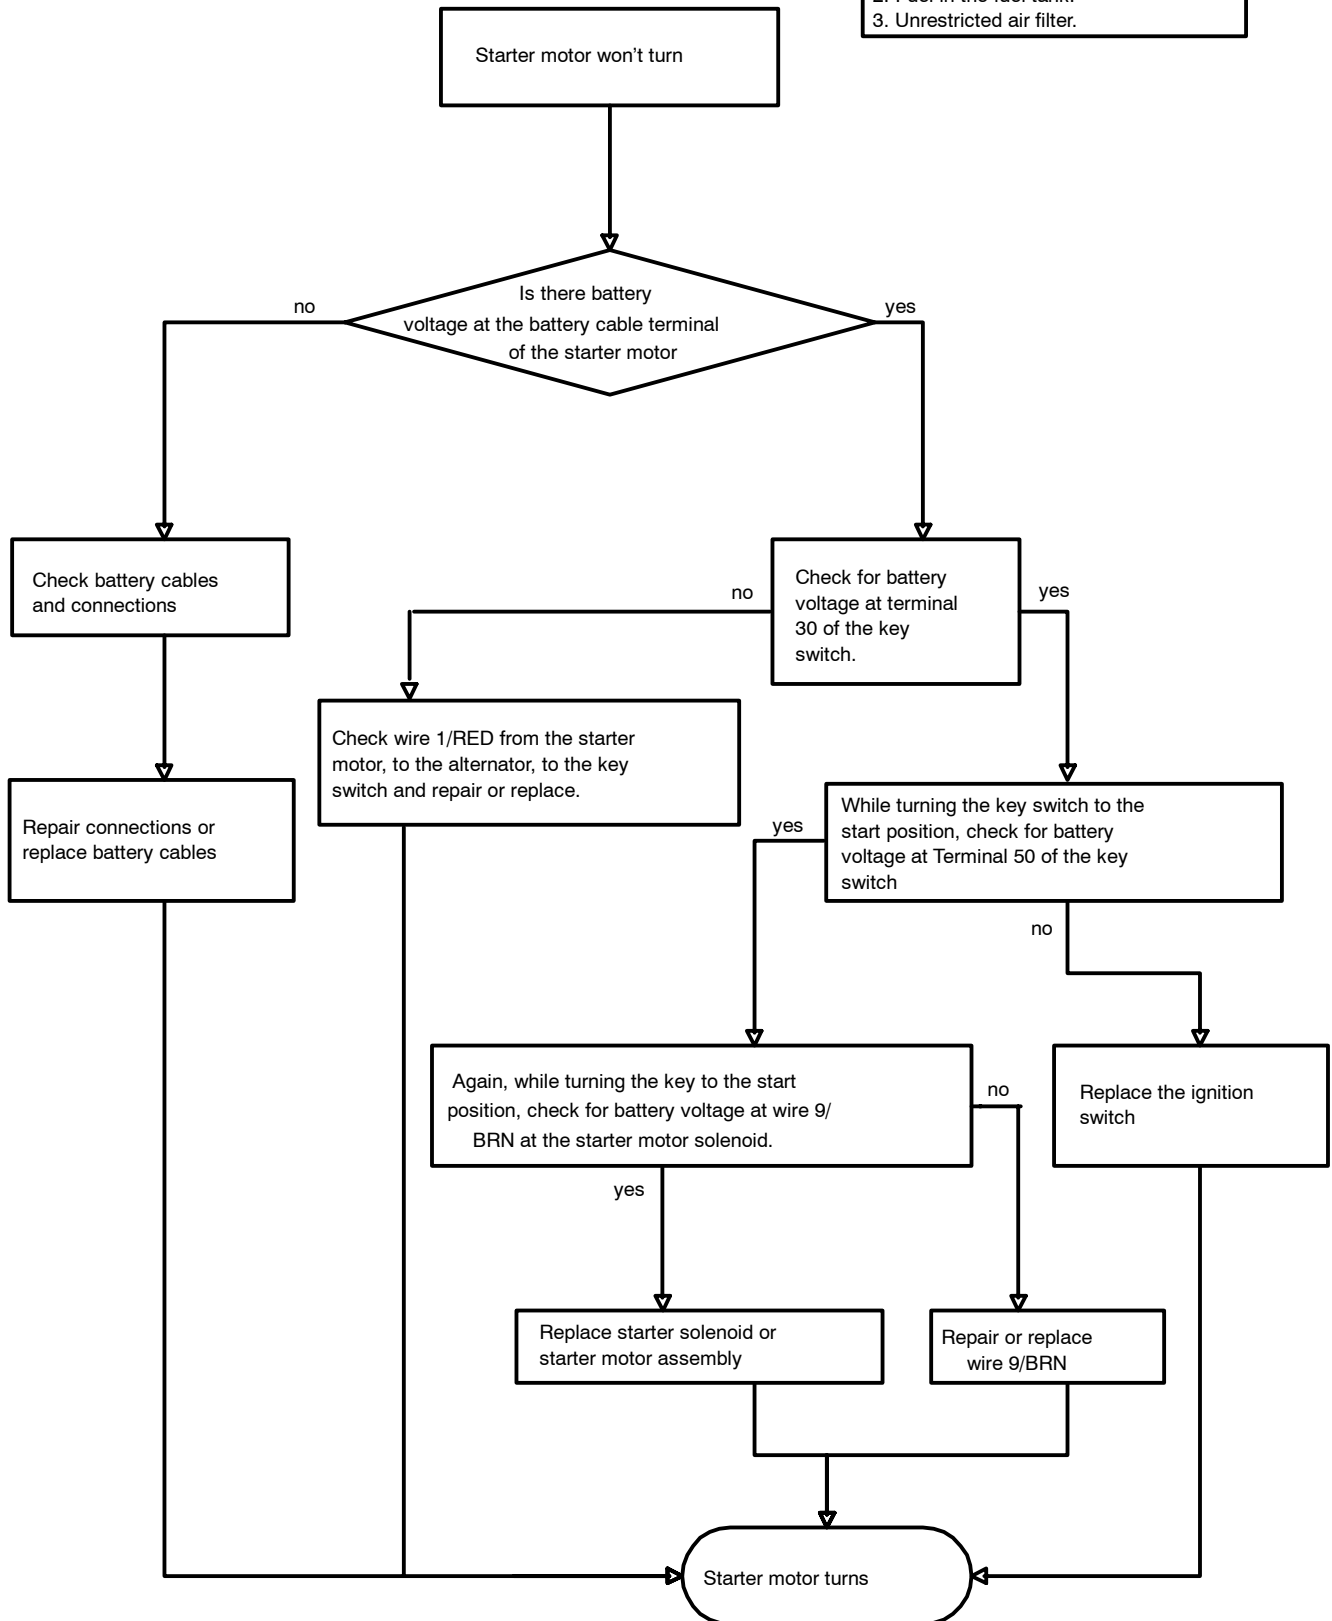 3. Unrestricted air filter.
Starter motor won't turn
no
Is there battery
voltage at the battery cable terminal
of the starter motor
yes
Check battery cables
and connections
no
Check for battery
voltage at terminal
30 of the key
switch.
yes
Check wire 1/RED from the starter
motor, to the alternator, to the key
switch and repair or replace.
Repair connections or
replace battery cables
yes
While turning the key switch to the
start position, check for battery
voltage at Terminal 50 of the key
switch
no
Again, while turning the key to the start
position, check for battery voltage at wire 9/
BRN at the starter motor solenoid.
no
Replace the ignition
switch
yes
Replace starter solenoid or
starter motor assembly
Repair or replace
wire 9/BRN
Starter motor turns